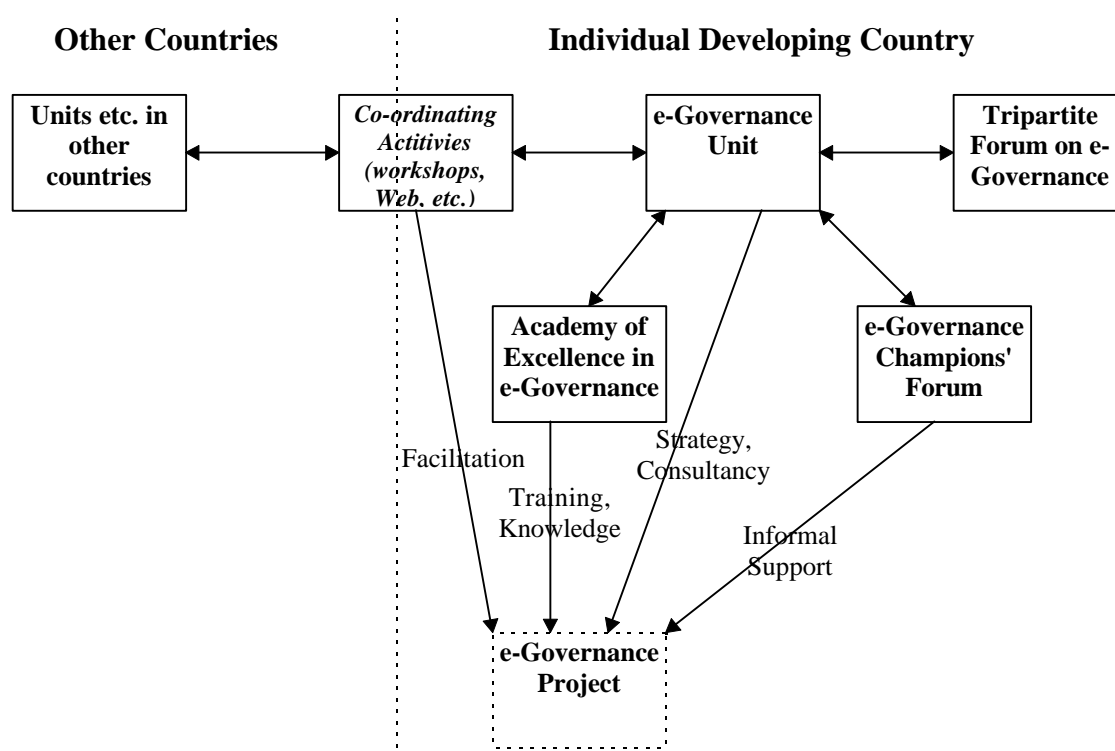 Other Countries
Individual Developing Country
Units etc. in
other
countries
Co-ordinating
Actitivies
(workshops,
Web, etc.)
e-Governance
Unit
Tripartite
Forum on e-
Governance
Academy of
Excellence in
e-Governance
e-Governance
Champions'
Forum
Facilitation
Training,
Knowledge
Strategy,
Consultancy
Informal
Support
e-Governance
Project